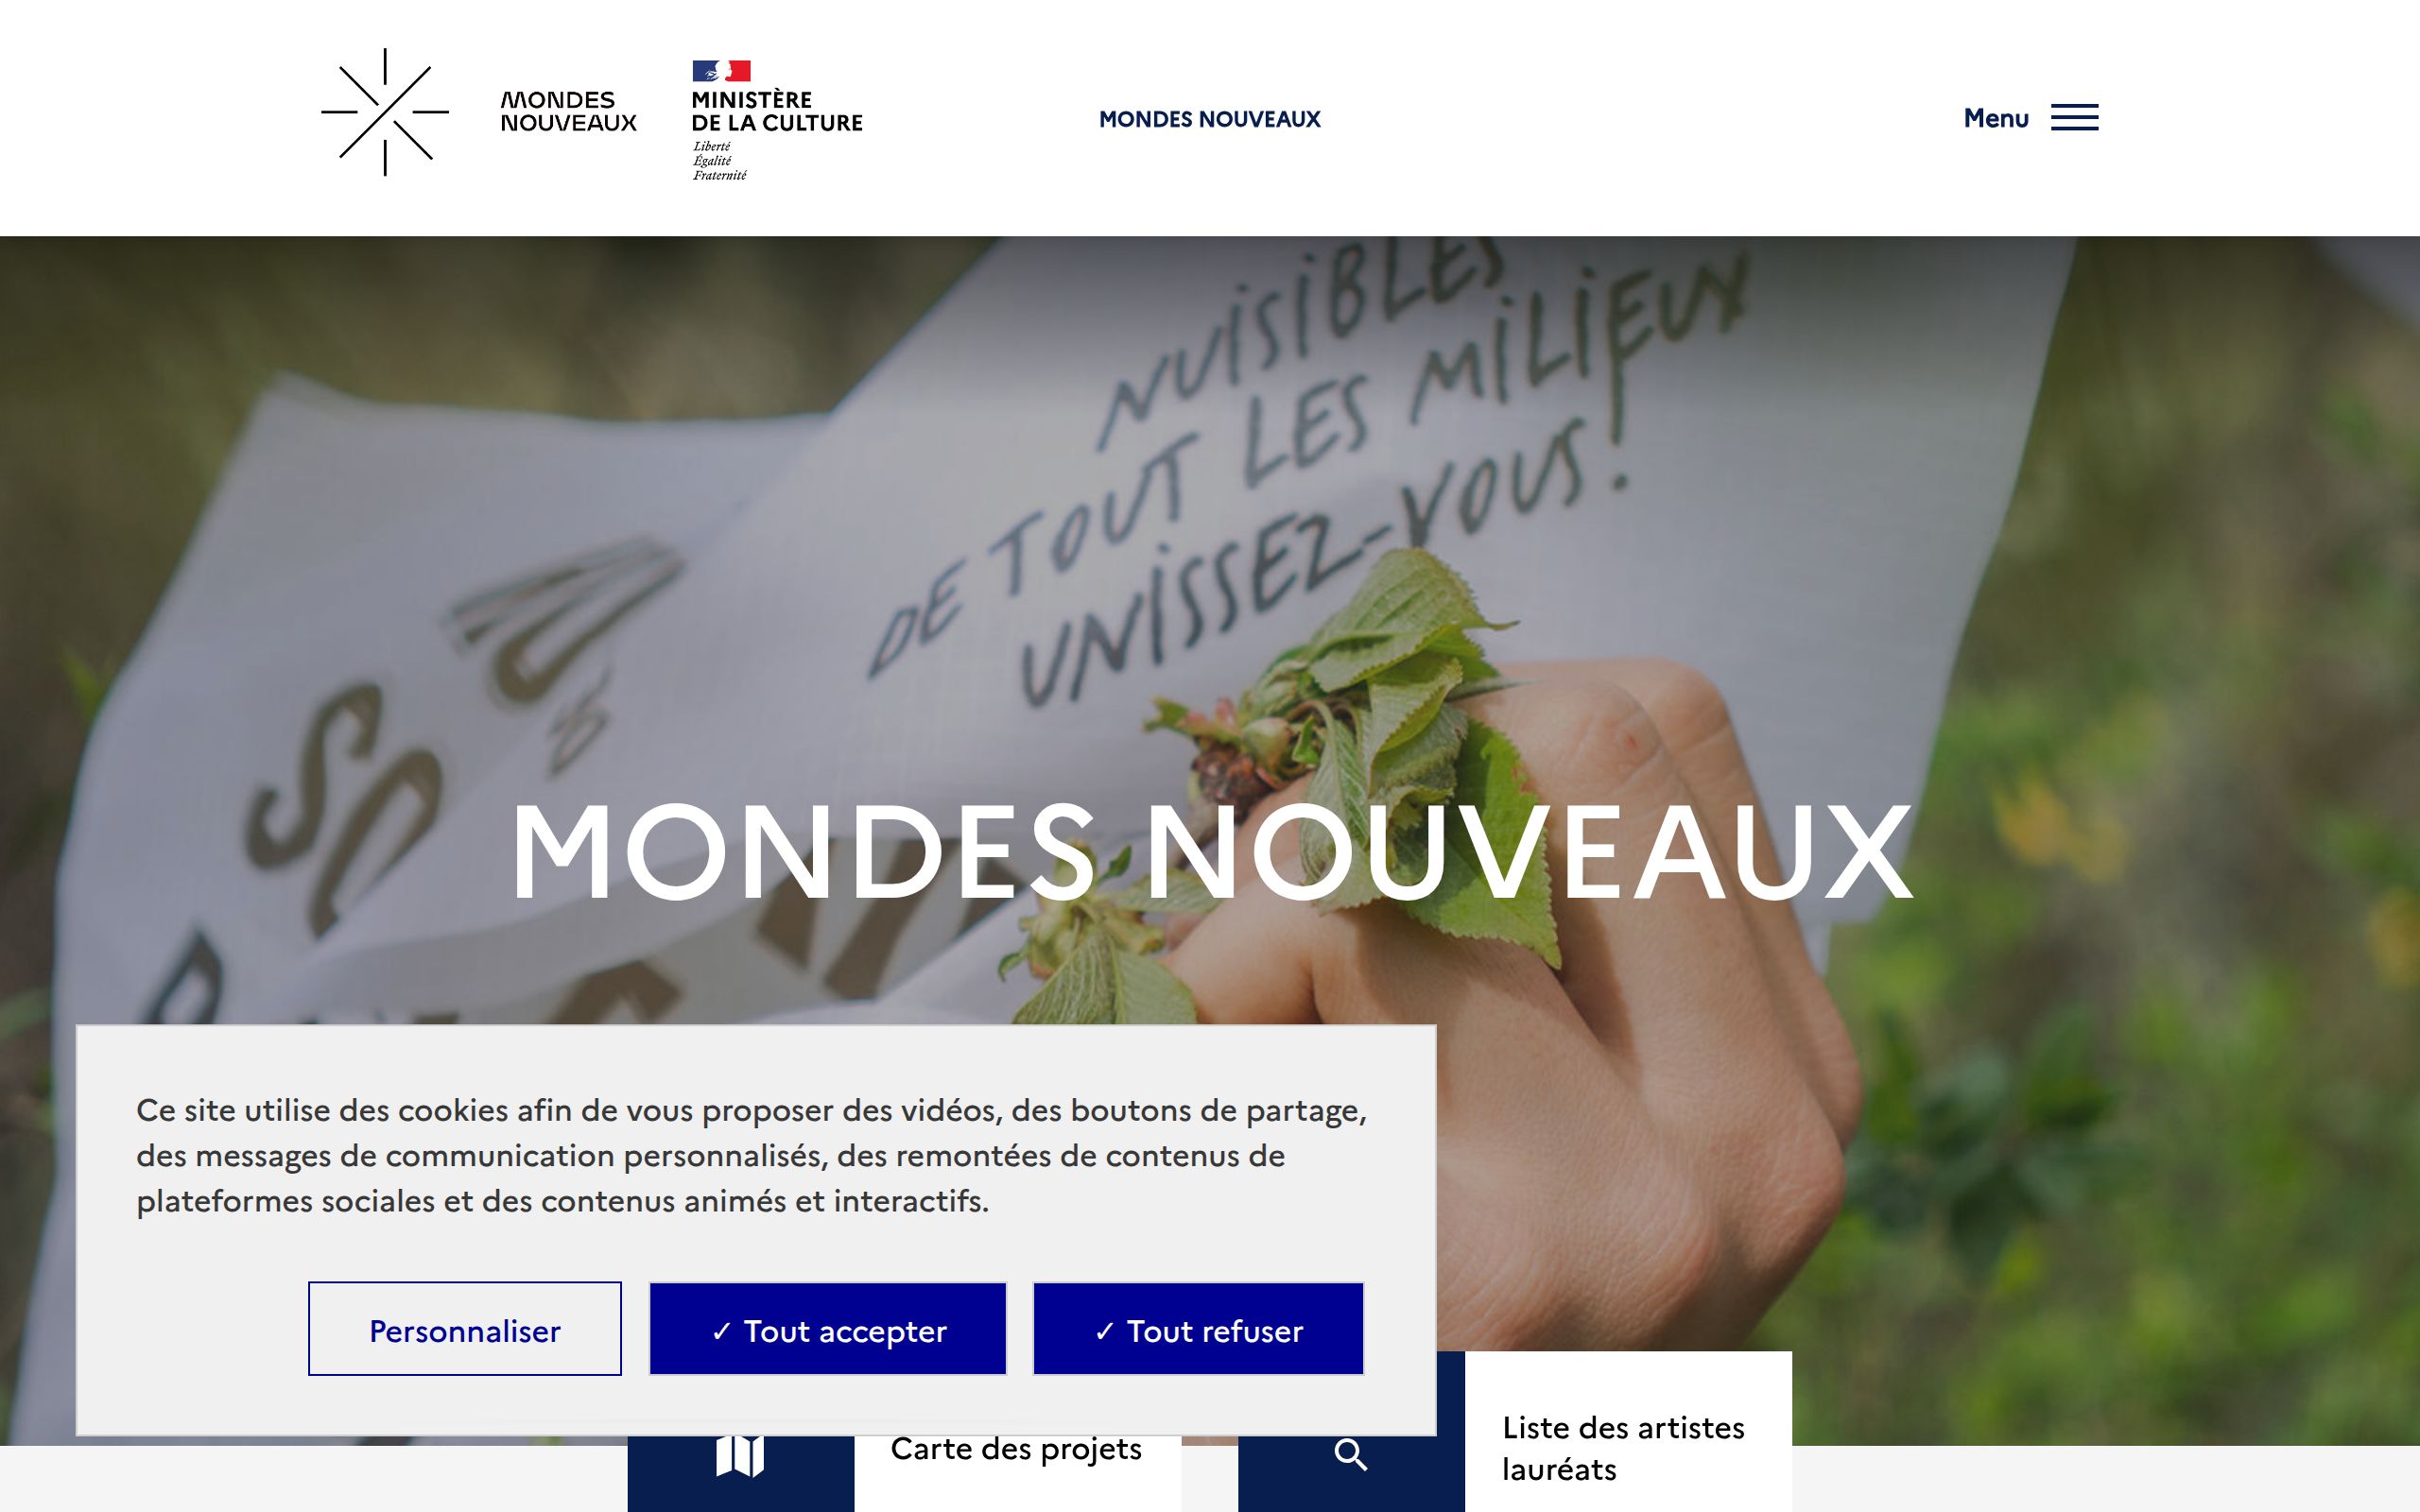 MONDES
NOUVEAUX
MINISTÈRE
DE LA CULTURE
Liberté
Égalité
Fraternité
MONDES NOUVEAUX
Menu
NUISIBLES
DE TOUT LES MILIEUX
UNISSEZ-VOUS!
MONDES NOUVEAUX
Ce site utilise des cookies afin de vous proposer des vidéos, des boutons de partage,
des messages de communication personnalisés, des remontées de contenus de
plateformes sociales et des contenus animés et interactifs.
Personnaliser
✓ Tout accepter
✓ Tout refuser
Carte des projets
Liste des artistes
lauréats